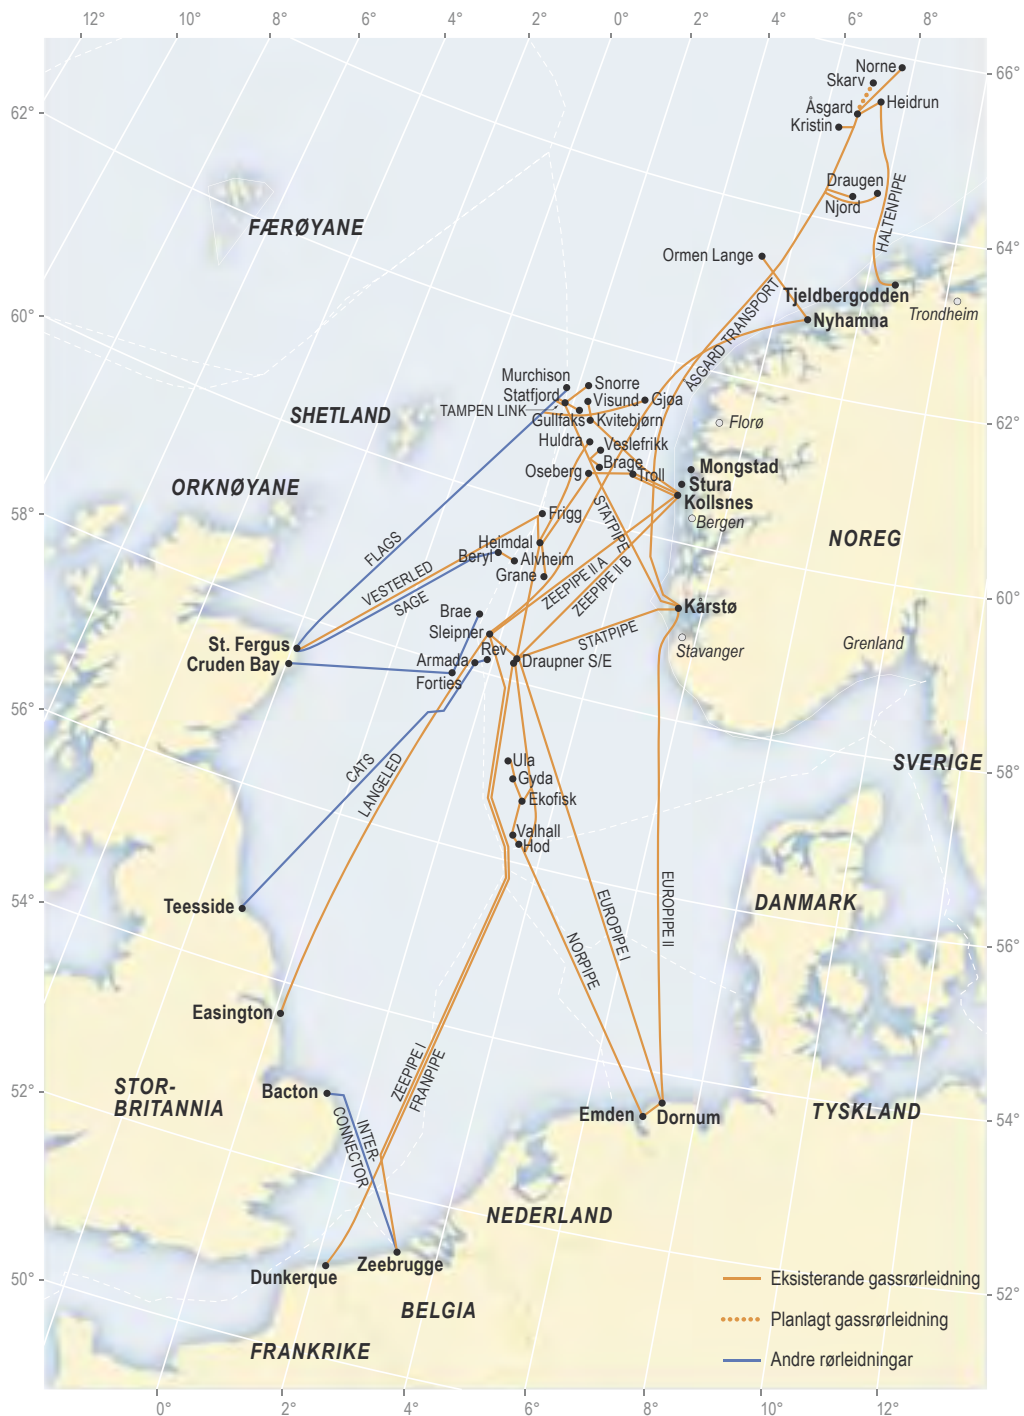 12° 10° 8° 6° 4° 2° 0° 2° 4° 6° 8°
66°
Norne
Skarv
Åsgard
Heidrun
Kristin
62°
Draugen
Njord
HALTENPIPE
FÆRØYANE
64°
Ormen Lange
Tjeldbergodden
Trondheim
60°
Nyhamna
ÅSGARD TRANSPORT
Murchison
Snorre
Statfjord
Visund
Gjøa
TAMPEN LINK
Gullfaks
Kvitebjørn
SHETLAND
Florø
62°
Huldra
Veslefrikk
Brage
Oseberg
Troll
Mongstad
Stura
Kollsnes
Bergen
ORKNØYANE
58°
STATPIPE
Frigg
NOREG
FLAGS
Heimdal
Beryl
Alvheim
Grane
VESTERLED
SAGE
ZEEPIPE II A
ZEEPIPE II B
60°
Brae
Kårstø
Sleipner
STATPIPE
St. Fergus
Cruden Bay
Rev
Armada
Draupner S/E
Forties
Stavanger
Grenland
56°
CATS
LANGELED
Ula
Gyda
Ekofisk
Valhall
Hod
SVERIGE
58°
EUROPIPE II
EUROPIPE I
NORPIPE
DANMARK
54°
Teesside
56°
Easington
ZEEPIPE I
FRANPIPE
STOR-
BRITANNIA
52°
Bacton
INTER-
CONNECTOR
Emden
Dornum
TYSKLAND
54°
NEDERLAND
Zeebrugge
Dunkerque
50°
BELGIA
FRANKRIKE
52°
Eksisterande gassrørleidning
Planlagt gassrørleidning
Andre rørleidningar
0° 2° 4° 6° 8° 10° 12°